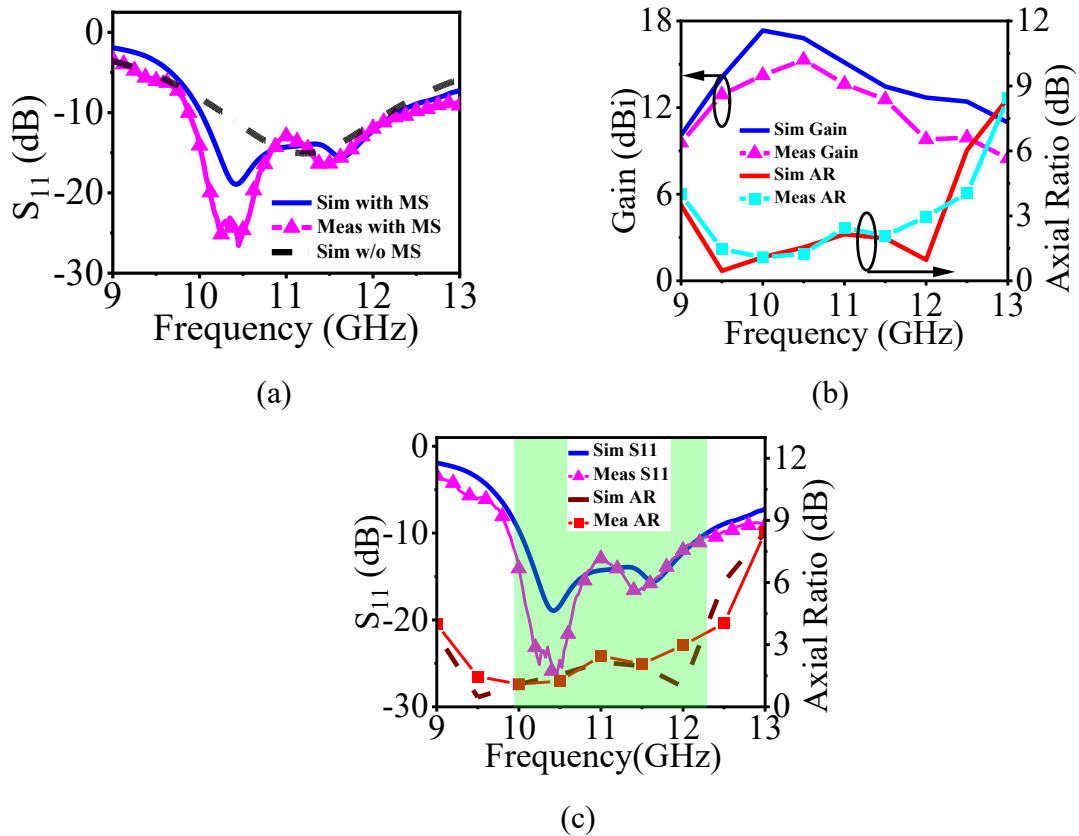 0
-10
-20
-30
S11 (dB)
9 10 11 12 13
Frequency (GHz)
Sim with MS
Meas with MS
Sim w/o MS
(a)
18
12
6
0
Gain (dBi)
12
9
6
3
0
Axial Ratio (dB)
9 10 11 12 13
Frequency (GHz)
Sim Gain
Meas Gain
Sim AR
Meas AR
(b)
0
-10
-20
-30
S11 (dB)
12
9
6
3
0
Axial Ratio (dB)
9 10 11 12 13
Frequency(GHz)
Sim S11
Meas S11
Sim AR
Mea AR
(c)